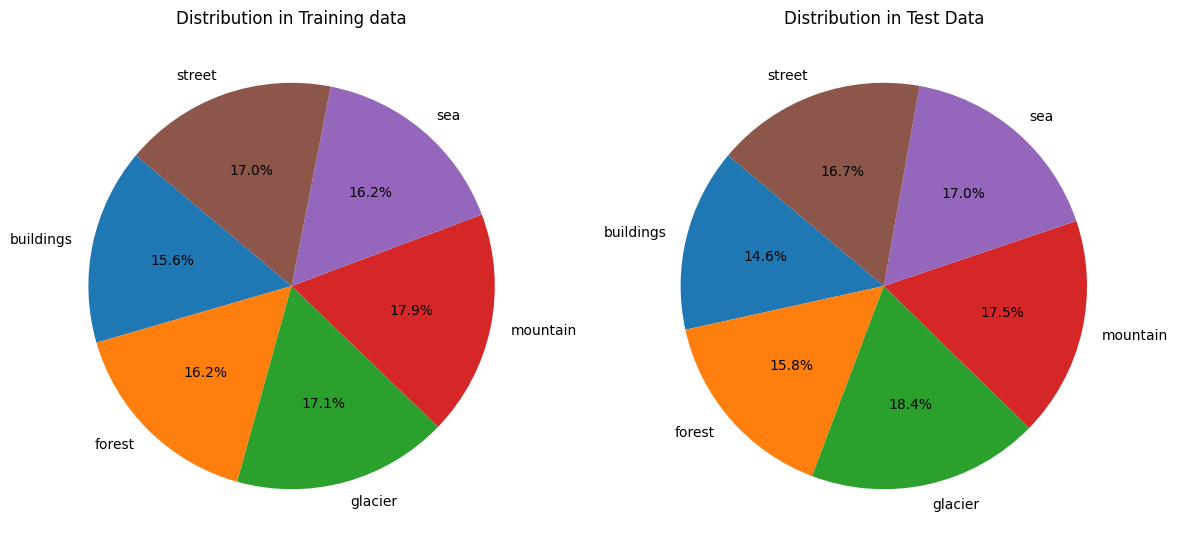 Distribution in Training data
street
sea
17.0%
16.2%
buildings
15.6%
17.9%
mountain
16.2%
17.1%
forest
glacier
Distribution in Test Data
street
sea
16.7%
17.0%
buildings
14.6%
17.5%
mountain
15.8%
18.4%
forest
glacier